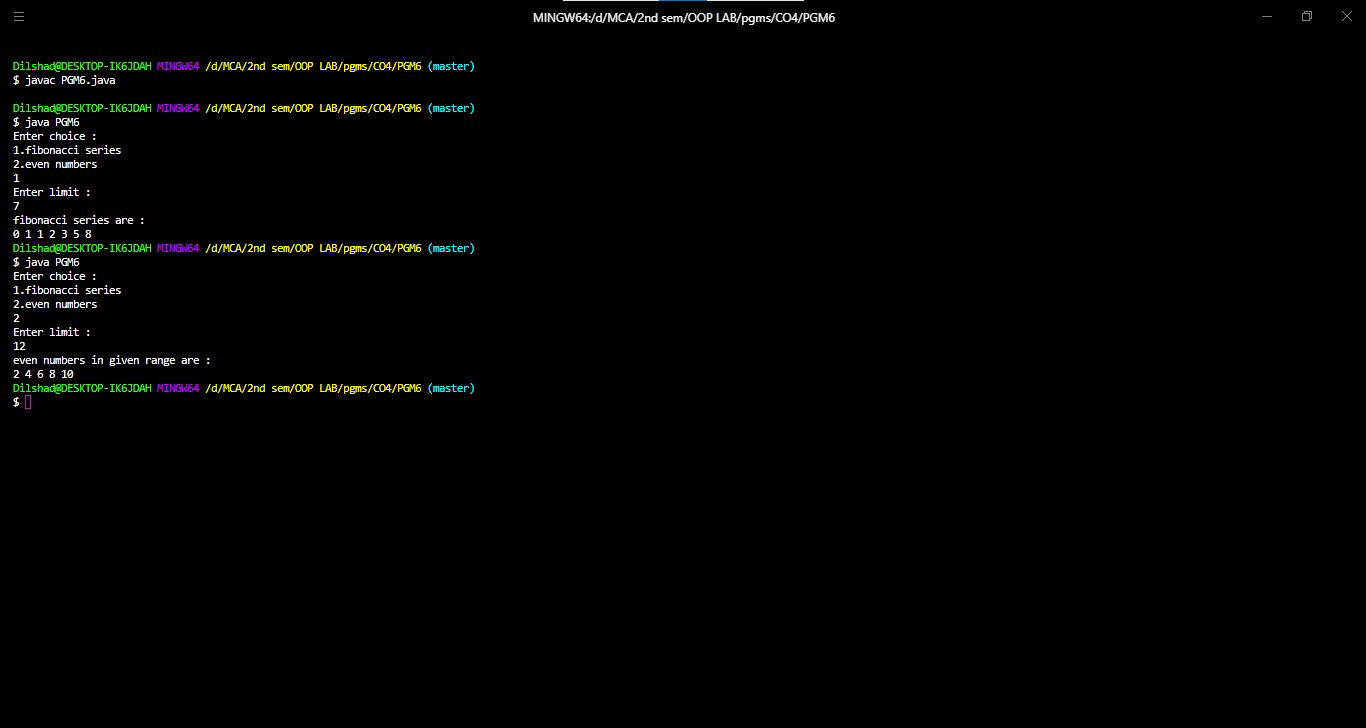 MINGW64:/d/MCA/2nd sem/OOP LAB/pgms/CO4/PGM6
Dilshad@DESKTOP-IK6JDAH MINGW64 /d/MCA/2nd sem/OOP LAB/pgms/CO4/PGM6 (master)
$ javac PGM6.java
Dilshad@DESKTOP-IK6JDAH MINGW64 /d/MCA/2nd sem/OOP LAB/pgms/CO4/PGM6 (master)
$ java PGM6
Enter choice :
1.fibonacci series
2.even numbers
1
Enter limit :
7
fibonacci series are :
0 1 1 2 3 5 8
Dilshad@DESKTOP-IK6JDAH MINGW64 /d/MCA/2nd sem/OOP LAB/pgms/CO4/PGM6 (master)
$ java PGM6
Enter choice :
1.fibonacci series
2.even numbers
2
Enter limit :
12
even numbers in given range are :
2 4 6 8 10
Dilshad@DESKTOP-IK6JDAH MINGW64 /d/MCA/2nd sem/OOP LAB/pgms/CO4/PGM6 (master)
$